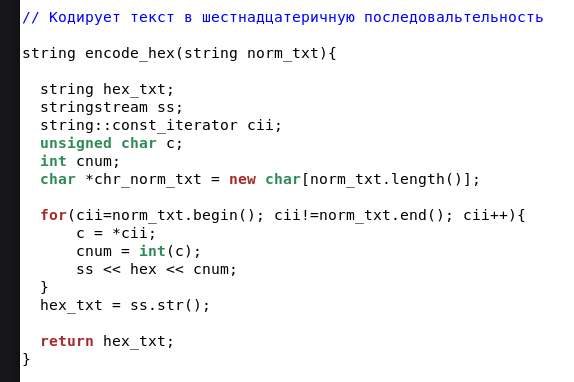 // Кодирует текст в шестнадцатеричную последовальтельность
string encode_hex(string norm_txt){
string hex_txt;
stringstream ss;
string::const_iterator cii;
unsigned char c;
int cnum;
char *chr_norm_txt = new char[norm_txt.length()];
for(cii=norm_txt.begin(); cii!=norm_txt.end(); cii++){
c = *cii;
cnum = int(c);
ss << hex << cnum;
}
hex_txt = ss.str();
return hex_txt;
}